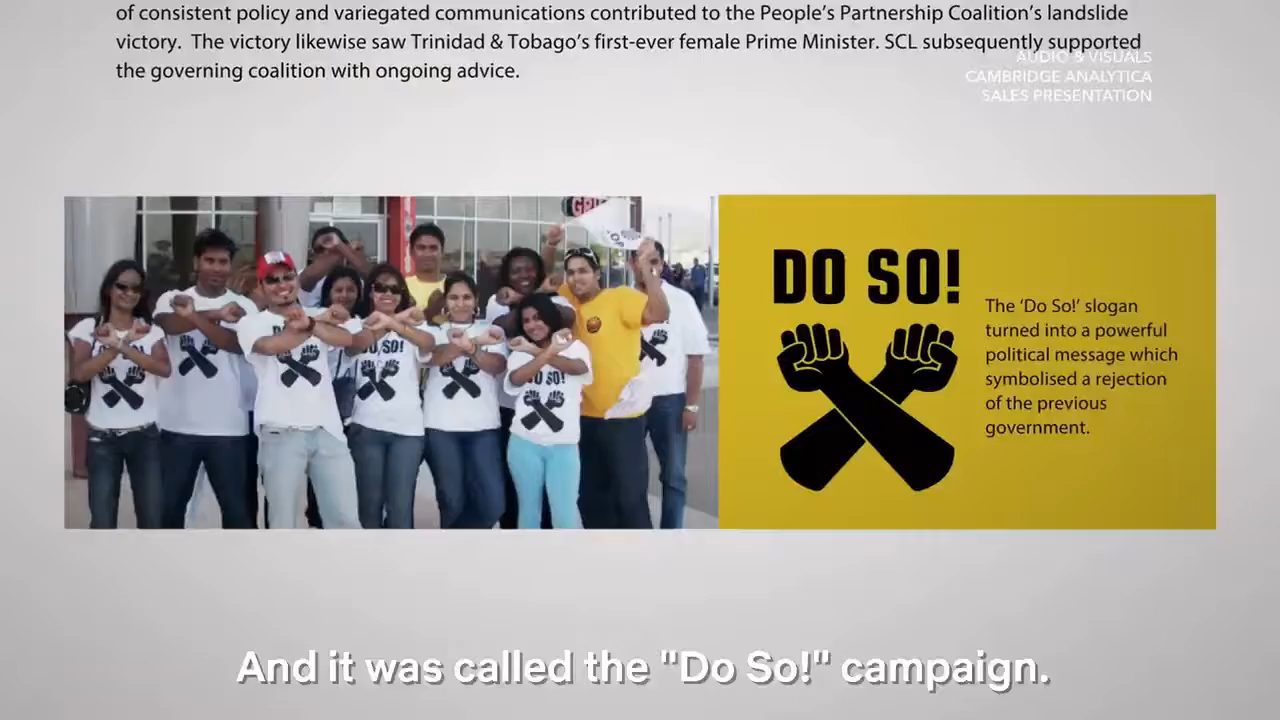 of consistent policy and variegated communications contributed to the People's Partnership Coalition's landslide
victory.  The victory likewise saw Trinidad & Tobago's first-ever female Prime Minister. SCL subsequently supported
the governing coalition with ongoing advice.
AUDIO & VISUALS
CAMBRIDGE ANALYTICA
SALES PRESENTATION
DO SO!
The 'Do So!' slogan
turned into a powerful
political message which
symbolised a rejection
of the previous
government.
DO SO!
And it was called the "Do So!" campaign.